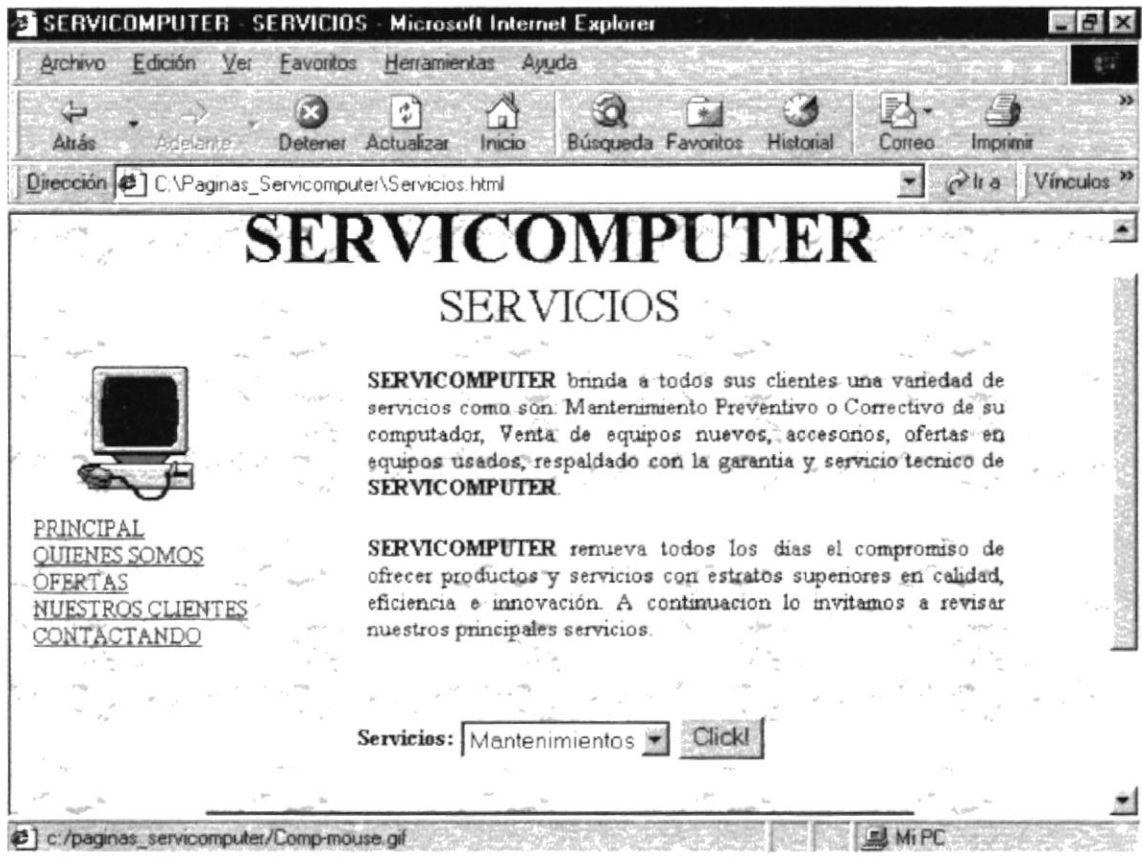 SERVICOMPUTER - SERVICIOS - Microsoft Internet Explorer
Archivo Edición Ver Favoritos Herramientas Ayuda
Atrás Adelante Detener Actualizar Inicio Búsqueda Favoritos Historial Correo Imprimir »
Dirección C:\Paginas_Servicomputer\Servicios.html Ir a Vínculos »
SERVICOMPUTER
SERVICIOS
SERVICOMPUTER brinda a todos sus clientes una variedad de
servicios como son: Mantenimiento Preventivo o Correctivo de su
computador, Venta de equipos nuevos, accesorios, ofertas en
equipos usados, respaldado con la garantia y servicio tecnico de
SERVICOMPUTER.
PRINCIPAL
QUIENES SOMOS
OFERTAS
NUESTROS CLIENTES
CONTACTANDO
SERVICOMPUTER renueva todos los dias el compromiso de
ofrecer productos y servicios con estratos superiores en calidad,
eficiencia e innovación. A continuacion lo invitamos a revisar
nuestros principales servicios.
Servicios: Mantenimientos Click!
c:/paginas_servicomputer/Comp-mouse.gif Mi PC